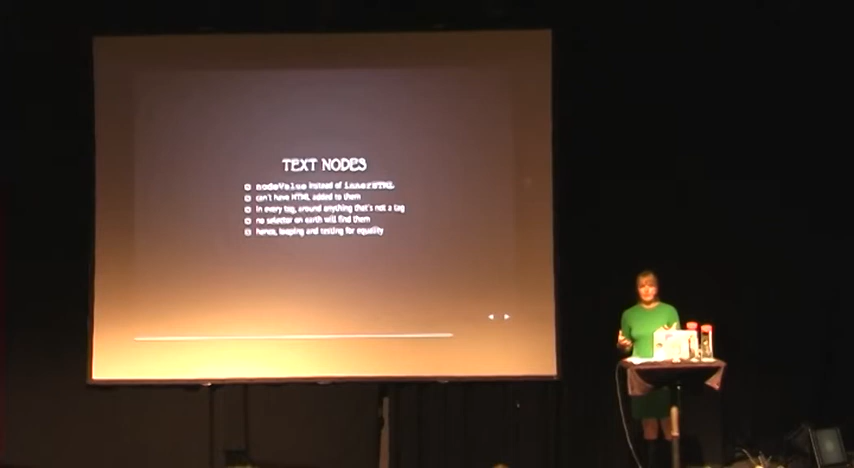 TEXT NODES
nodeValue instead of innerHTML
can't have HTML added to them
in every tag, around anything that's not a tag
no selector on earth will find them
hence, looping and testing for equality